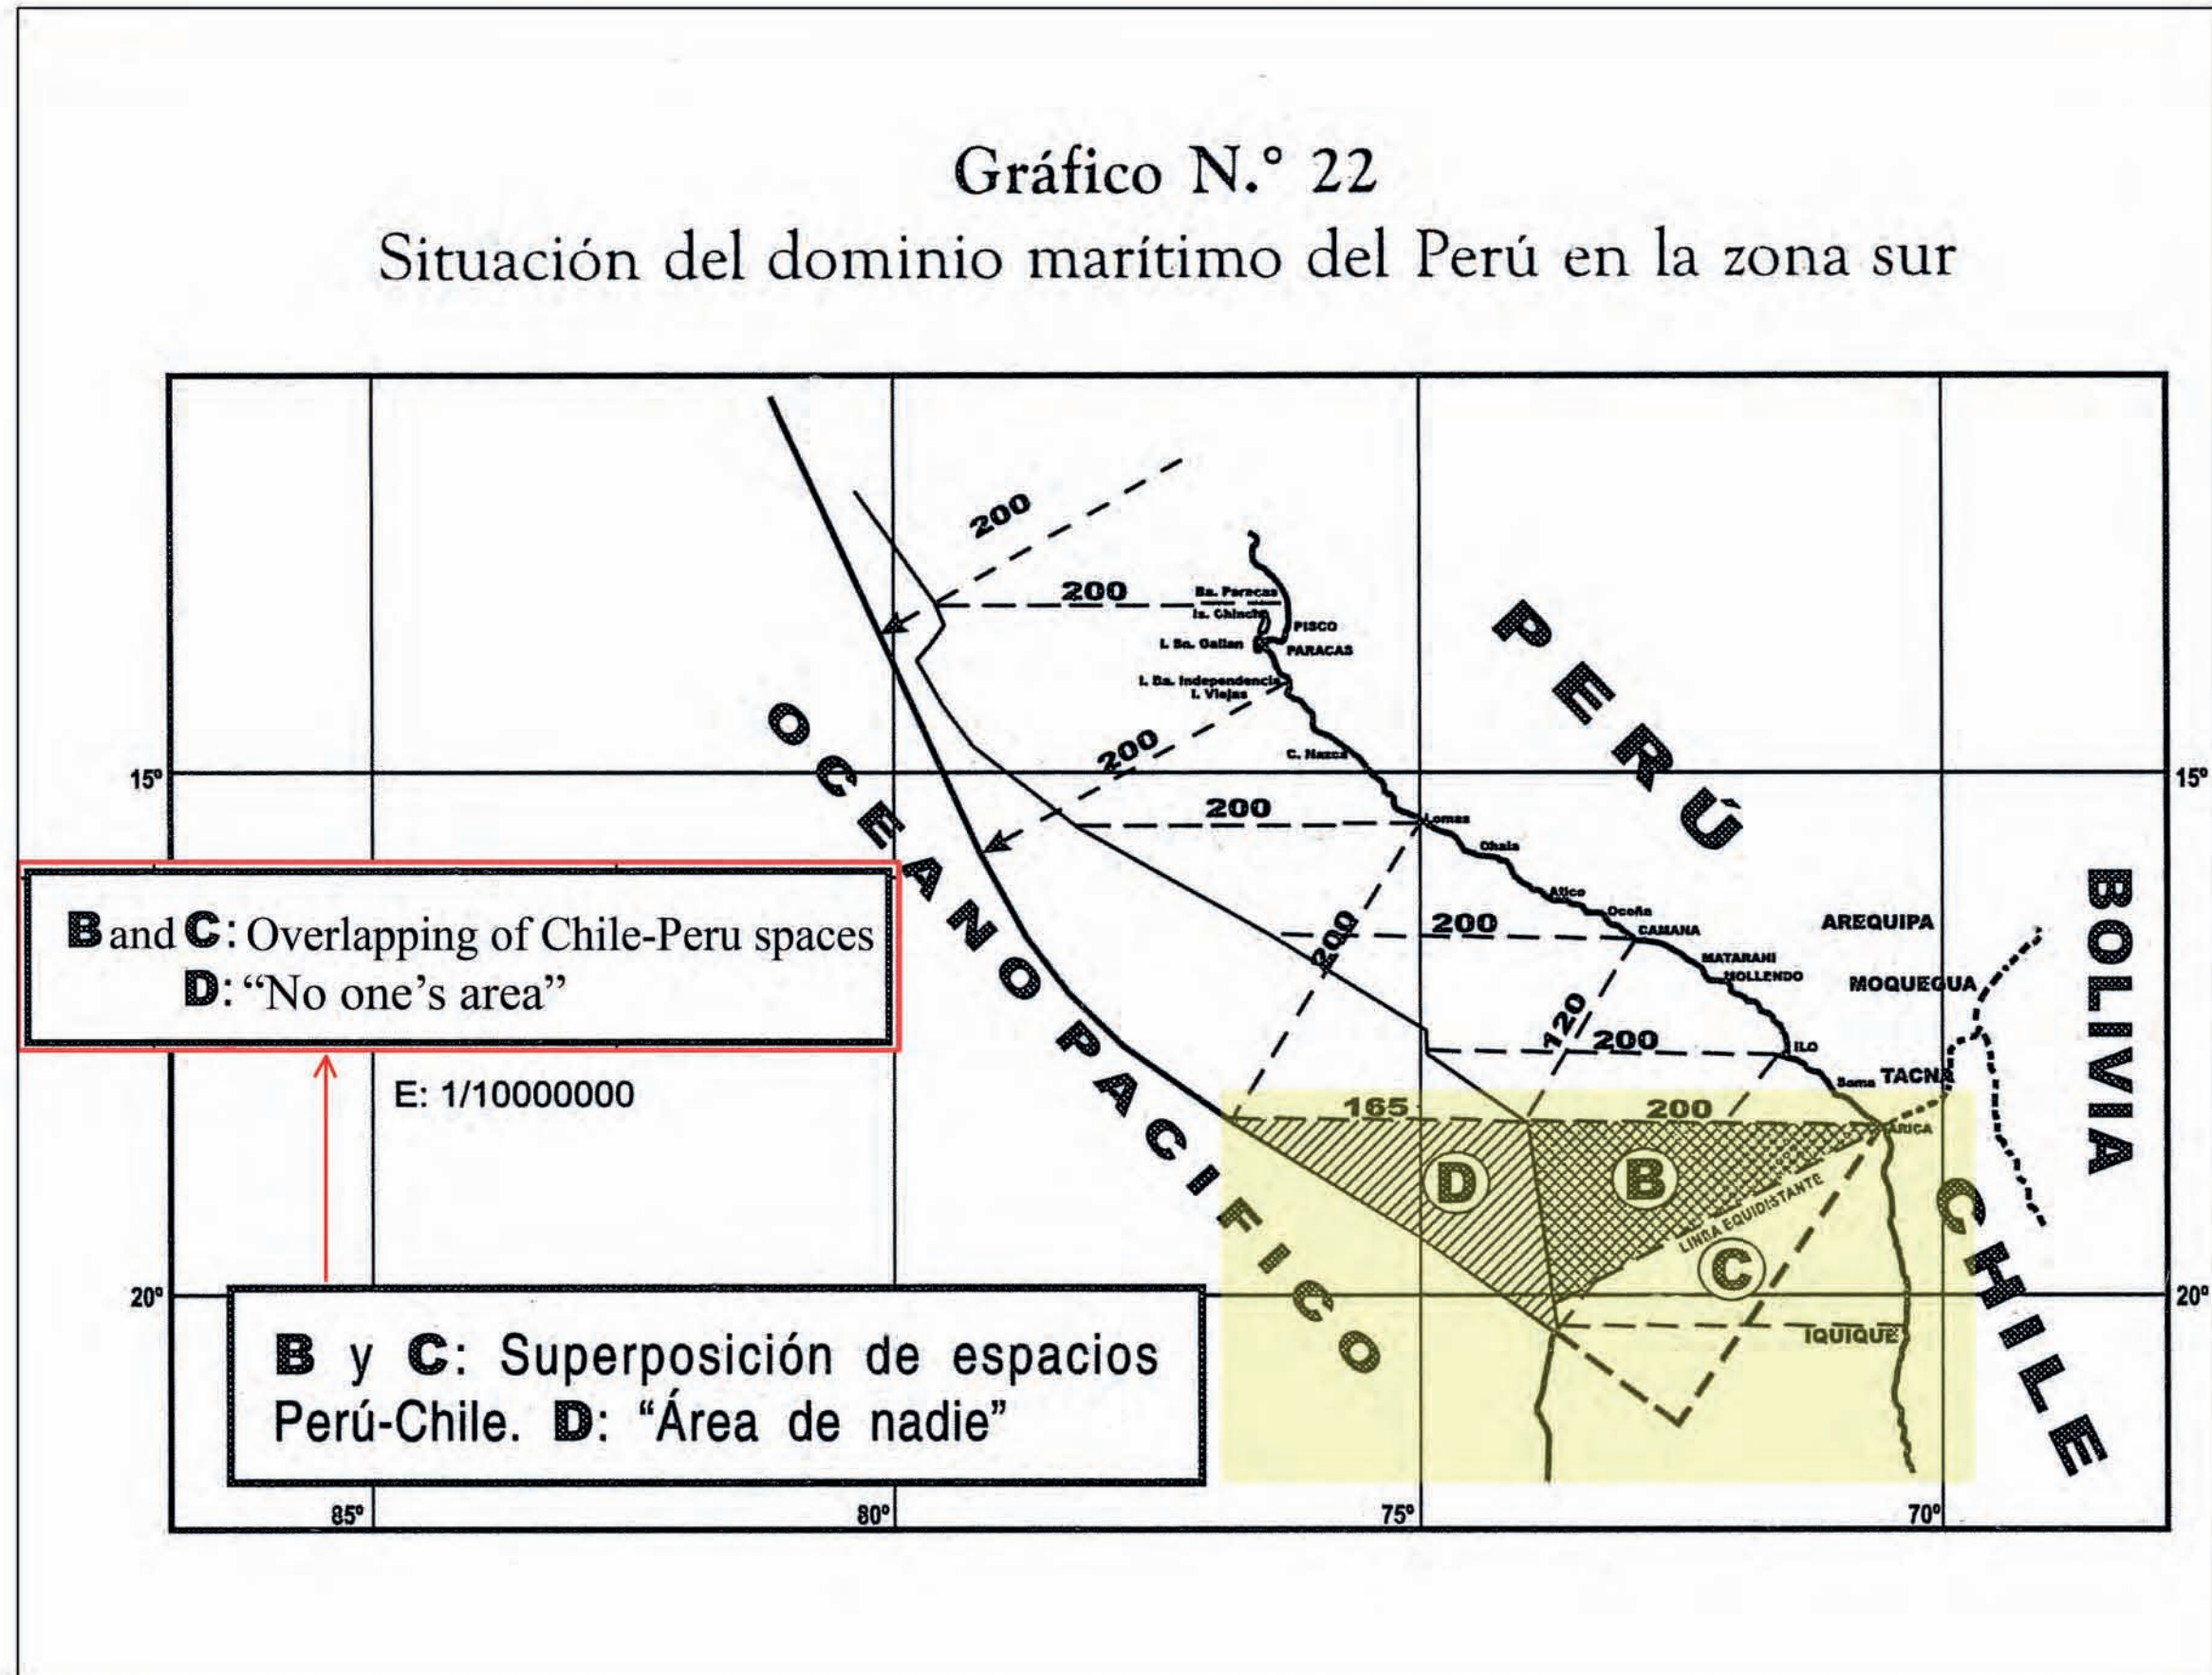 Gráfico N.° 22
Situación del dominio marítimo del Perú en la zona sur
200
200
Ba. Paracas
Is. Chincha
PISCO
I. Sn. Gallan
PARACAS
I. Ba. Independencia
I. Viejas
PERÚ
200
C. Nazca
15°
15°
200
Lomas
Chala
OCEANO PACIFICO
Atico
Ocoña
200
200
CAMANA
AREQUIPA
BOLIVIA
MATARANI
MOLLENDO
MOQUEGUA
B and C: Overlapping of Chile-Peru spaces
D: “No one’s area”
120
200
ILO
Sama
TACNA
E: 1/10000000
165
200
ARICA
D
B
LINEA EQUIDISTANTE
C
CHILE
20°
20°
IQUIQUE
B y C: Superposición de espacios
Perú-Chile. D: “Área de nadie”
85°
80°
75°
70°